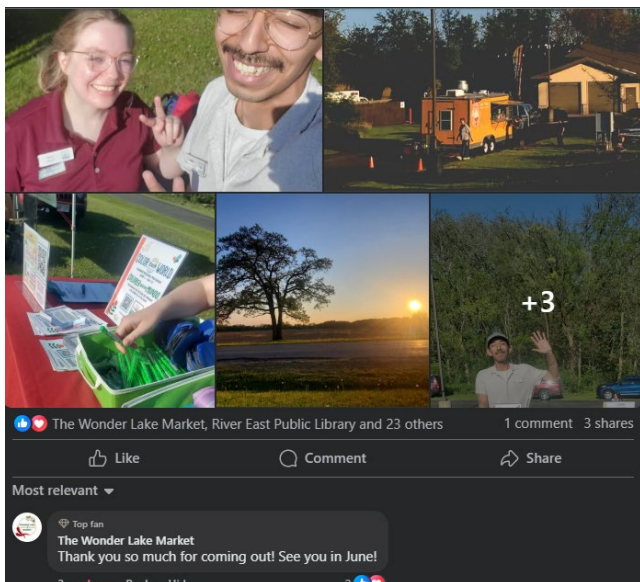 COLOR
WORLD
+3
The Wonder Lake Market, River East Public Library and 23 others
1 comment
3 shares
Like
Comment
Share
Most relevant
Top fan
The Wonder Lake Market
Thank you so much for coming out! See you in June!